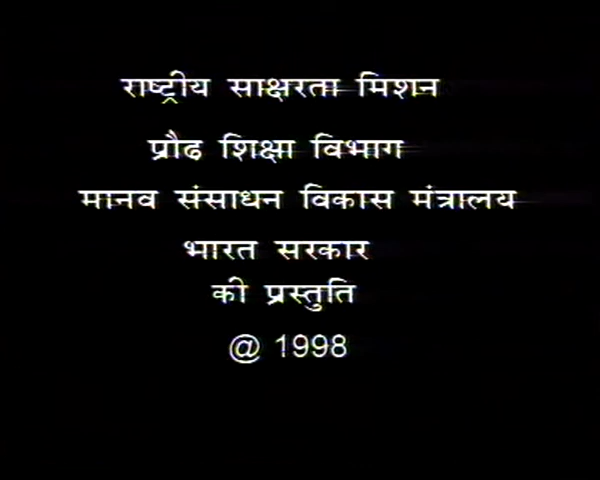 राष्ट्रीय साक्षरता मिशन
प्रौढ शिक्षा विभाग
मानव संसाधन विकास मंत्रालय
भारत सरकार
की प्रस्तुति
@ 1998